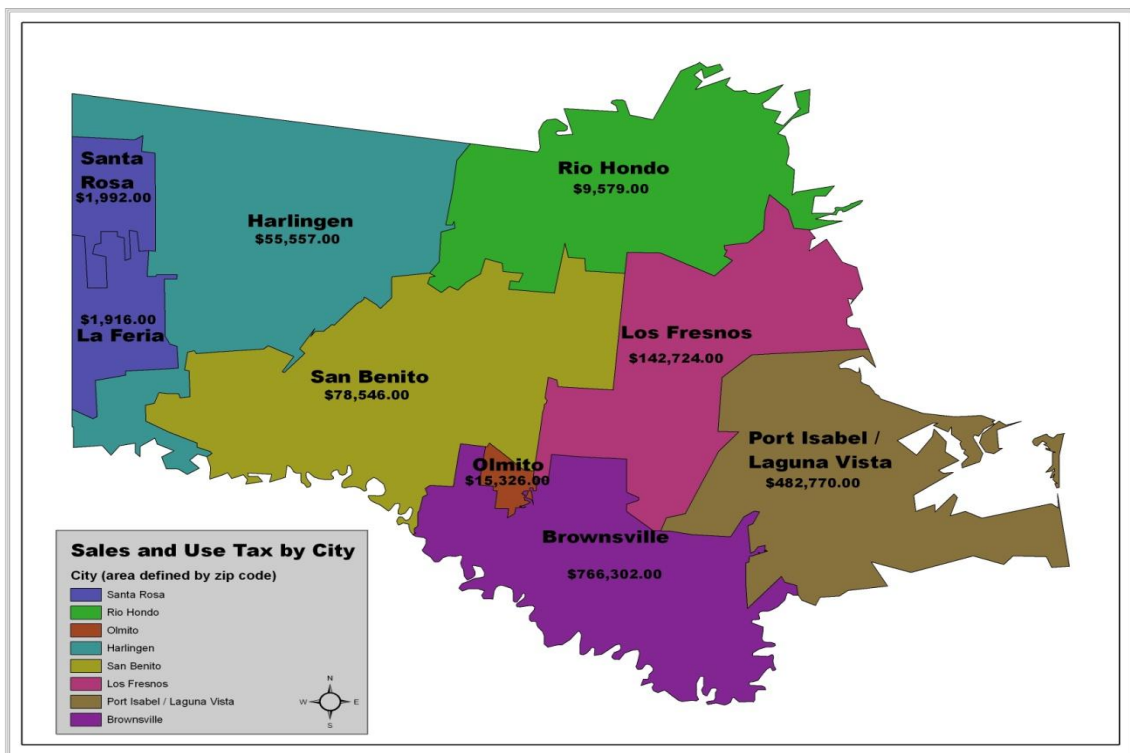 Santa
Rosa
$1,992.00
Harlingen
$55,557.00
Rio Hondo
$9,579.00
$1,916.00
La Feria
San Benito
$78,546.00
Los Fresnos
$142,724.00
Port Isabel /
Laguna Vista
$482,770.00
Olmito
$15,326.00
Brownsville
$766,302.00
Sales and Use Tax by City
City (area defined by zip code)
Santa Rosa
Rio Hondo
Olmito
Harlingen
San Benito
Los Fresnos
Port Isabel / Laguna Vista
Brownsville
N
W E
S